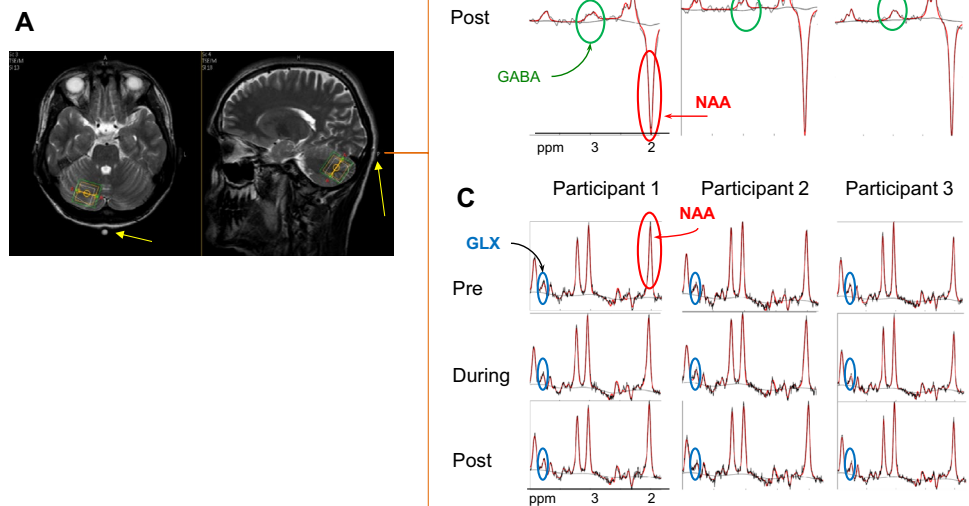 A
A
H
L
Post
GABA
NAA
ppm 3 2
C
Participant 1 Participant 2 Participant 3
NAA
GLX
Pre
During
Post
ppm 3 2